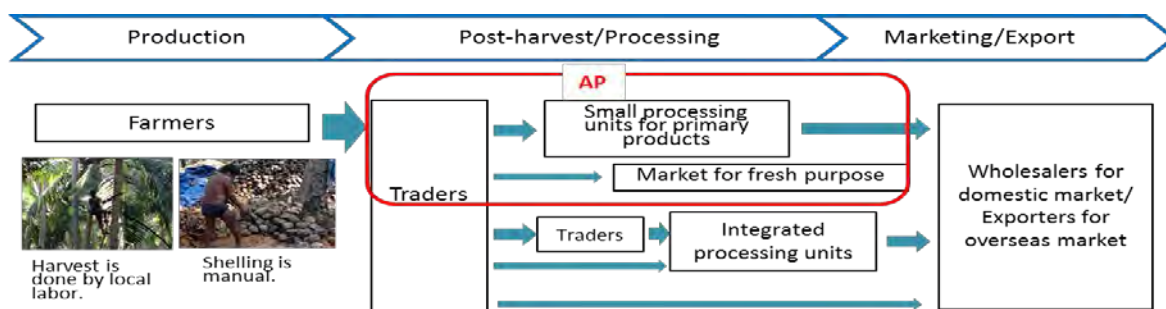 Production
Post-harvest/Processing
Marketing/Export
AP
Farmers
Harvest is
done by local
labor.
Shelling is
manual.
Traders
Small processing
units for primary
products
Market for fresh purpose
Traders
Integrated
processing units
Wholesalers for
domestic market/
Exporters for
overseas market